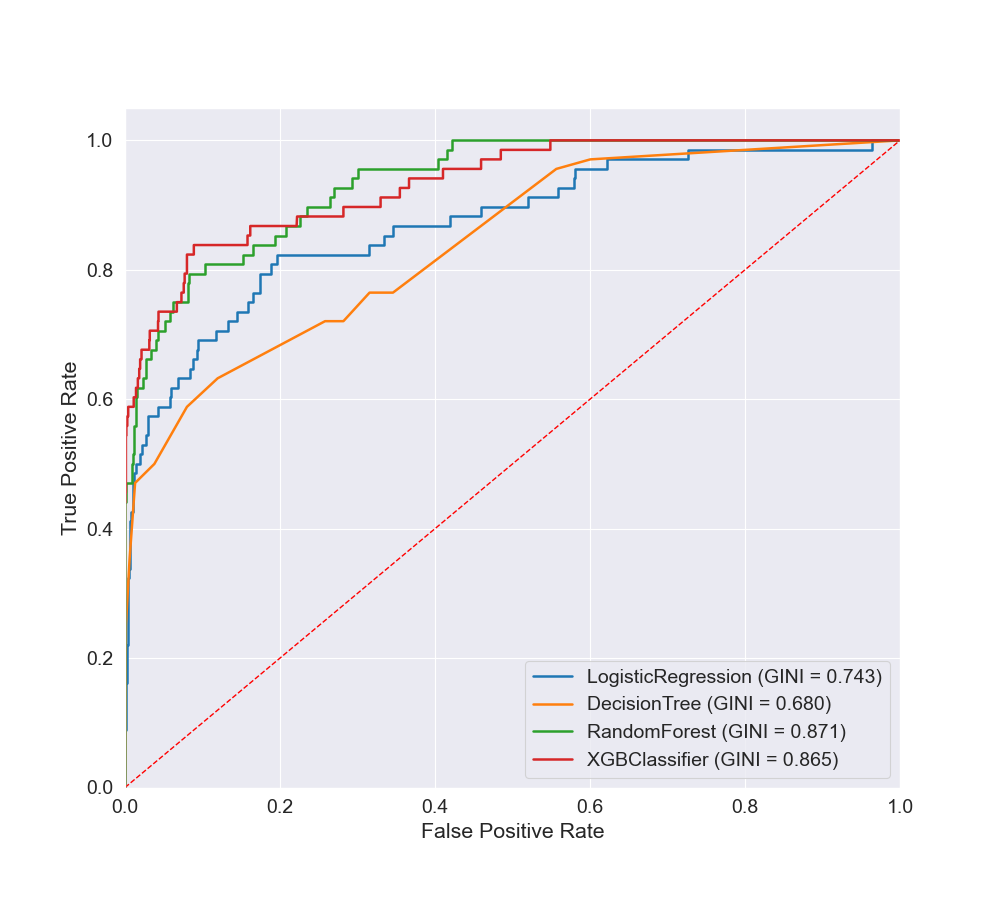 1.0
0.8
0.6
0.4
0.2
0.0
True Positive Rate
0.0 0.2 0.4 0.6 0.8 1.0
False Positive Rate
LogisticRegression (GINI = 0.743)
DecisionTree (GINI = 0.680)
RandomForest (GINI = 0.871)
XGBClassifier (GINI = 0.865)